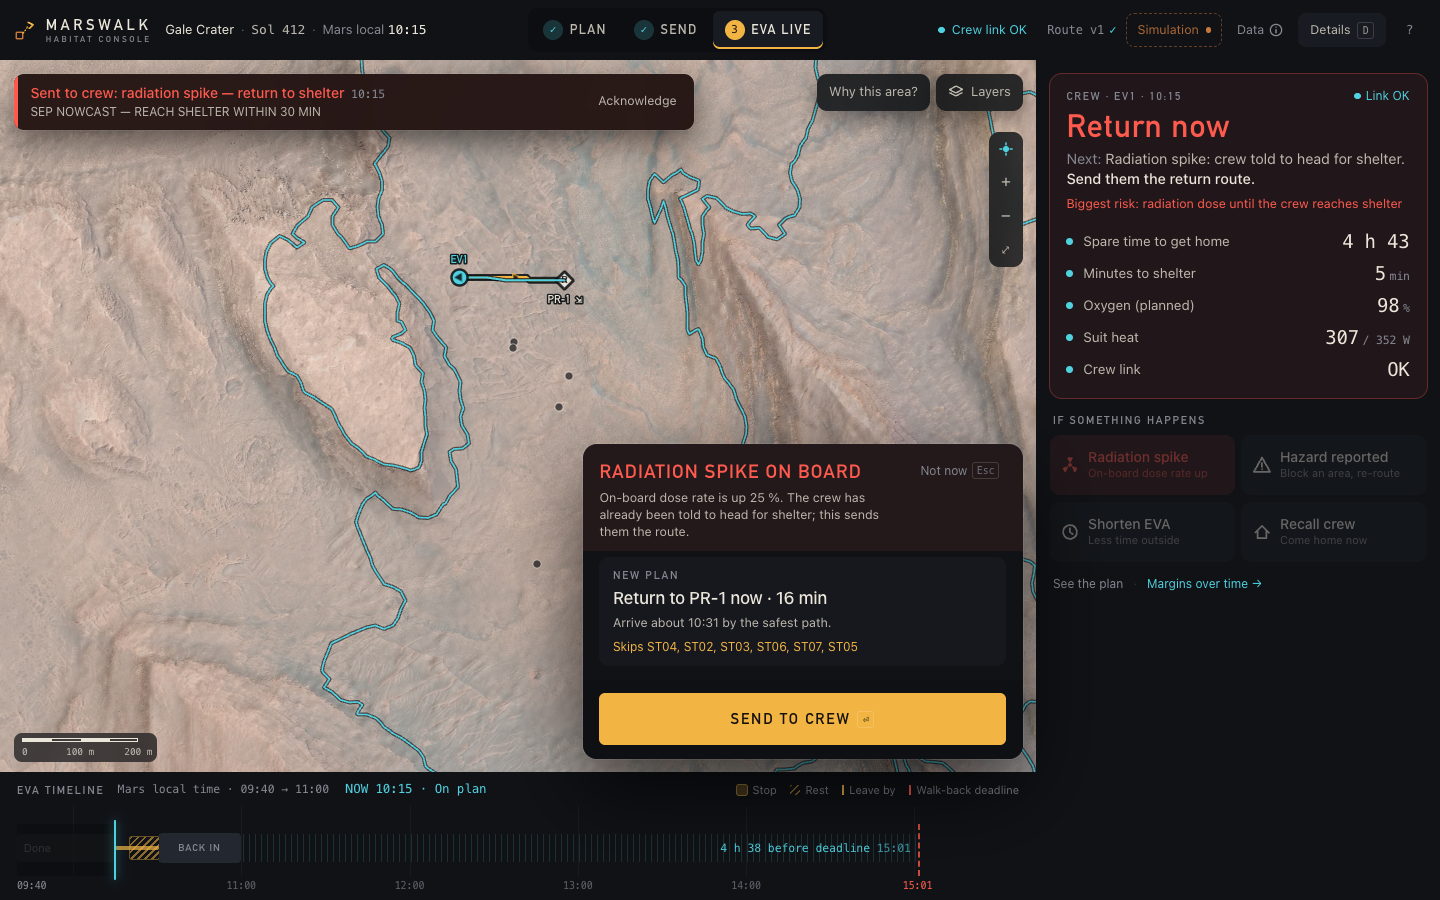 MARSWALK
HABITAT CONSOLE
Gale Crater · Sol 412 · Mars local 10:15
✓ PLAN
✓ SEND
3 EVA LIVE
Crew link OK
Route v1 ✓
Simulation
Data
Details D
?
Sent to crew: radiation spike — return to shelter 10:15
SEP NOWCAST — REACH SHELTER WITHIN 30 MIN
Acknowledge
Why this area?
Layers
+
−
EV1
PR-1
RADIATION SPIKE ON BOARD
Not now Esc
On-board dose rate is up 25 %. The crew has
already been told to head for shelter; this sends
them the route.
NEW PLAN
Return to PR-1 now · 16 min
Arrive about 10:31 by the safest path.
Skips ST04, ST02, ST03, ST06, ST07, ST05
SEND TO CREW ⏎
0 100 m 200 m
CREW · EV1 · 10:15
Link OK
Return now
Next: Radiation spike: crew told to head for shelter.
Send them the return route.
Biggest risk: radiation dose until the crew reaches shelter
Spare time to get home 4 h 43
Minutes to shelter 5 min
Oxygen (planned) 98 %
Suit heat 307 / 352 W
Crew link OK
IF SOMETHING HAPPENS
Radiation spike
On-board dose rate up
Hazard reported
Block an area, re-route
Shorten EVA
Less time outside
Recall crew
Come home now
See the plan · Margins over time →
EVA TIMELINE Mars local time · 09:40 → 11:00 NOW 10:15 · On plan
Stop Rest Leave by Walk-back deadline
Done
BACK IN
4 h 38 before deadline 15:01
09:40 11:00 12:00 13:00 14:00 15:01